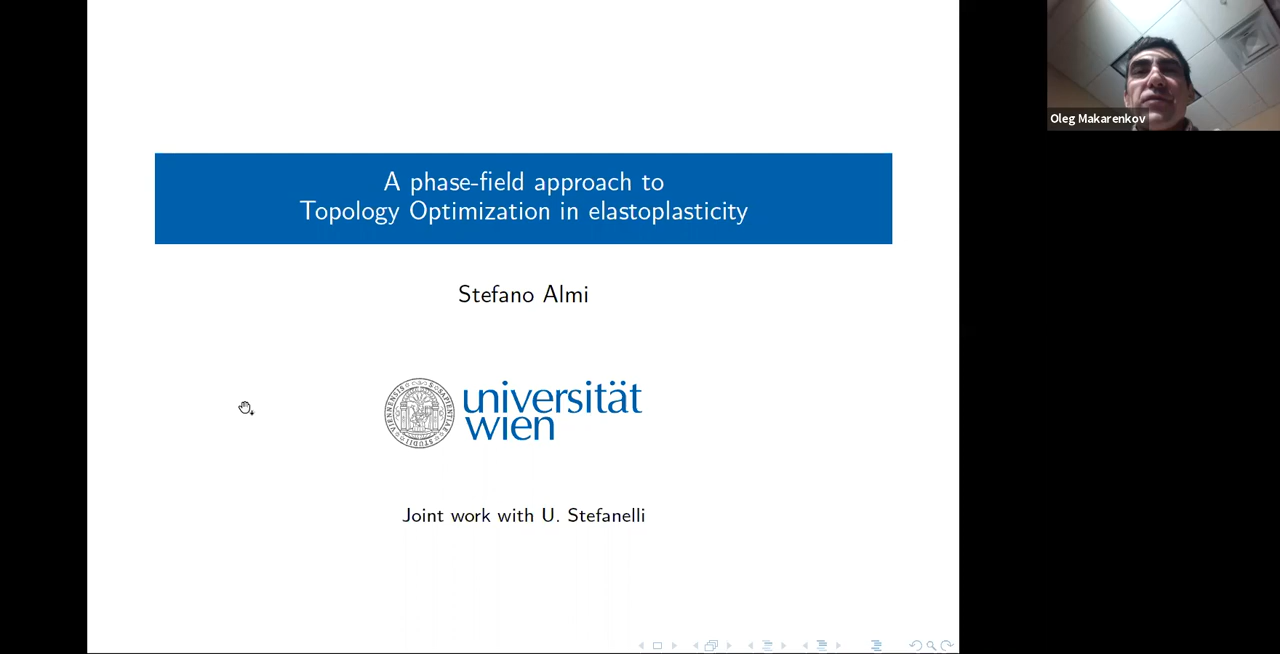 A phase-field approach to
Topology Optimization in elastoplasticity
Stefano Almi
universität
wien
Joint work with U. Stefanelli
Oleg Makarenkov